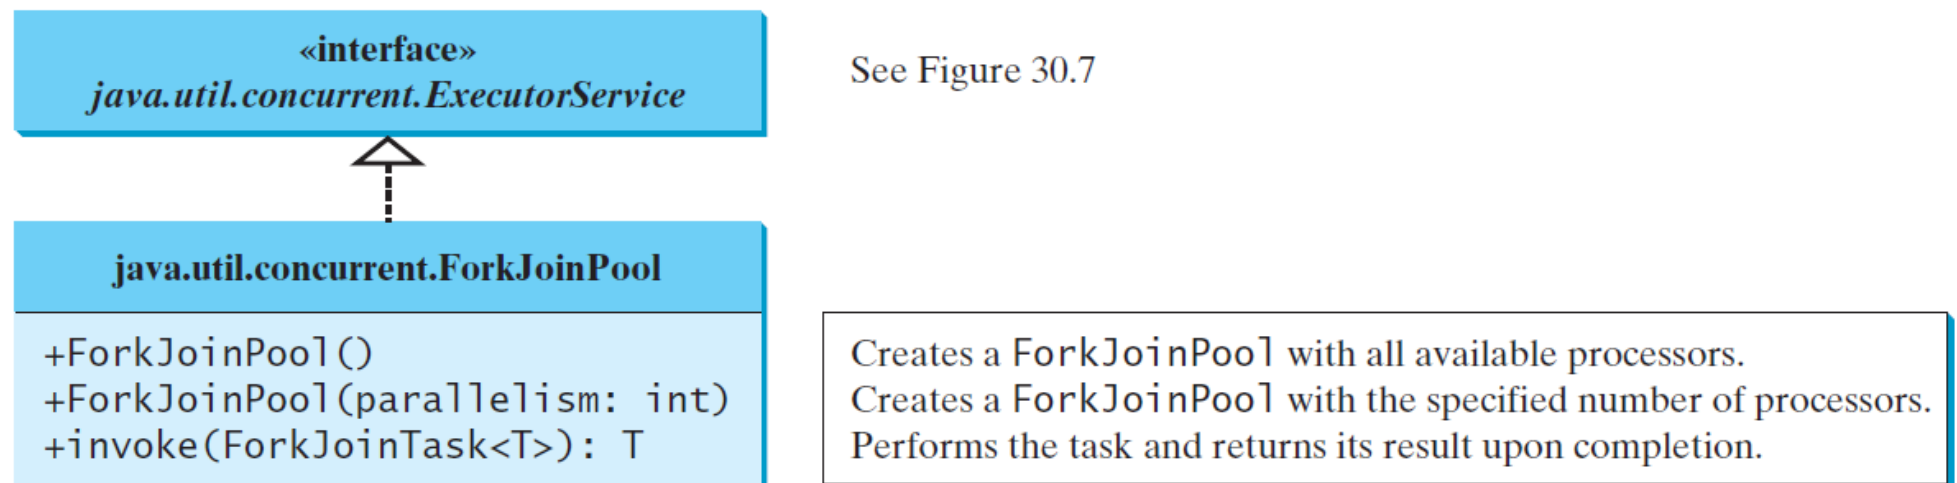 «interface»
java.util.concurrent.ExecutorService
See Figure 30.7
java.util.concurrent.ForkJoinPool
+ForkJoinPool()
+ForkJoinPool(parallelism: int)
+invoke(ForkJoinTask<T>): T
Creates a ForkJoinPool with all available processors.
Creates a ForkJoinPool with the specified number of processors.
Performs the task and returns its result upon completion.